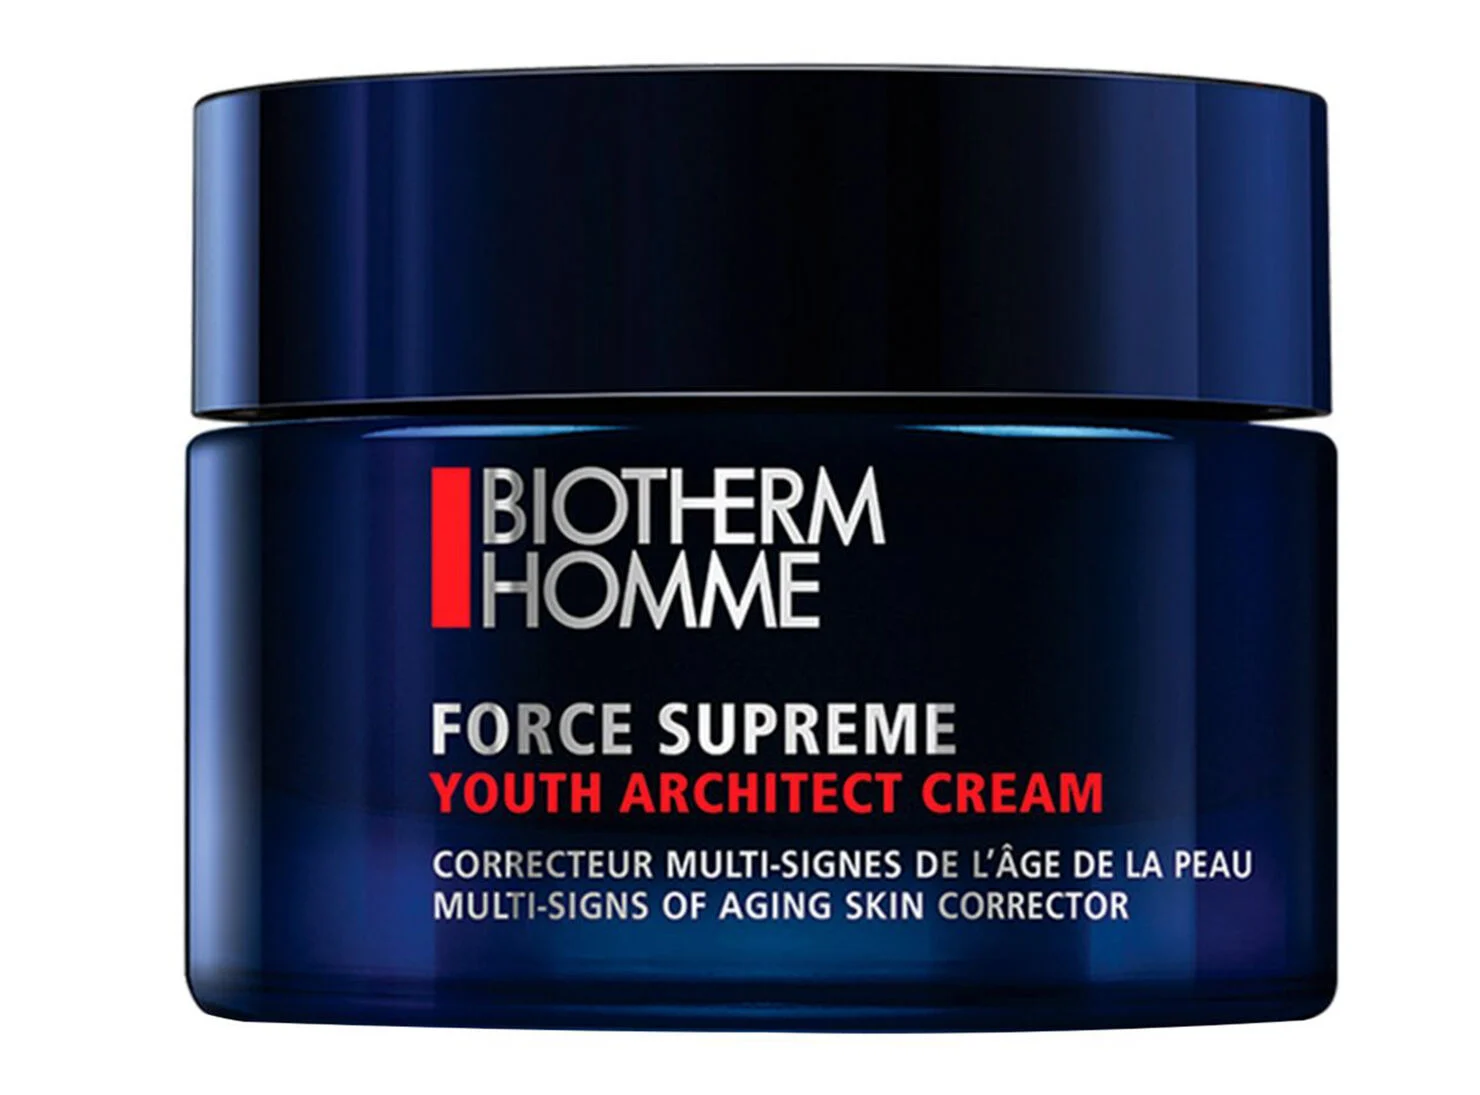 BIOTHERM
HOMME
FORCE SUPREME
YOUTH ARCHITECT CREAM
CORRECTEUR MULTI-SIGNES DE L'ÂGE DE LA PEAU
MULTI-SIGNS OF AGING SKIN CORRECTOR